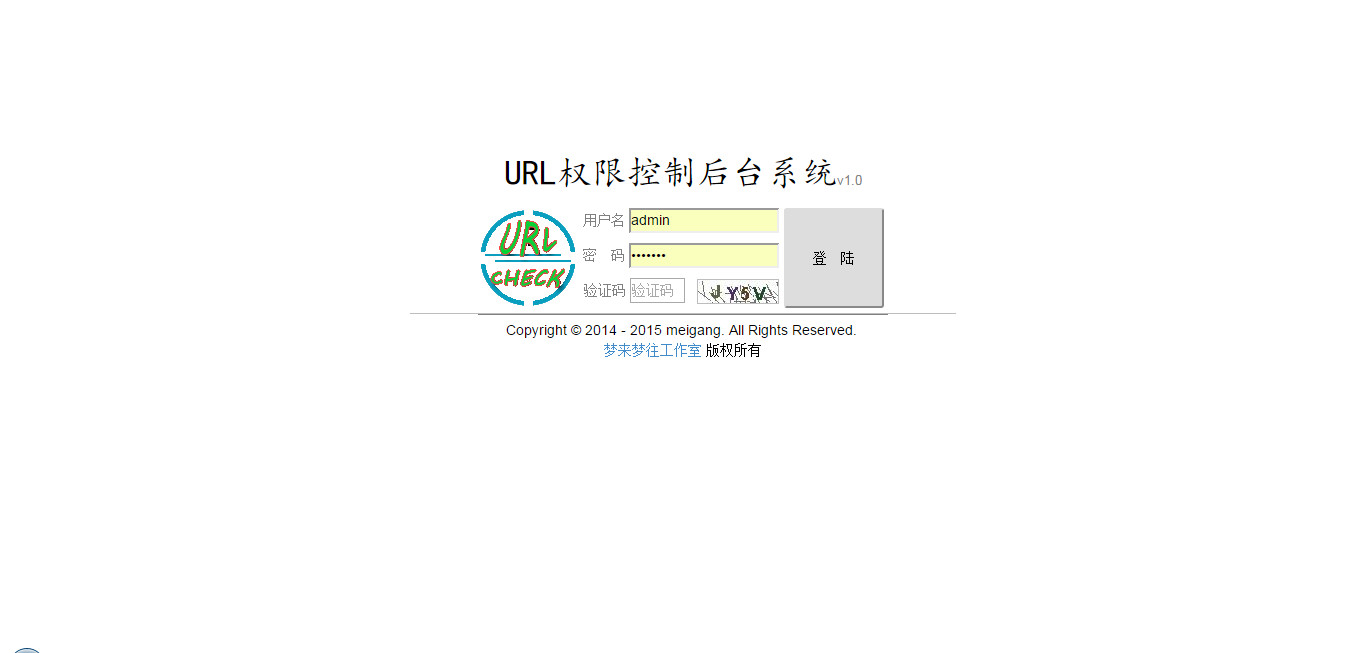 URL权限控制后台系统v1.0
URL
CHECK
用户名 admin
密 码 •••••••
验证码 验证码 JY5V
登 陆
Copyright © 2014 - 2015 meigang. All Rights Reserved.
梦来梦往工作室 版权所有